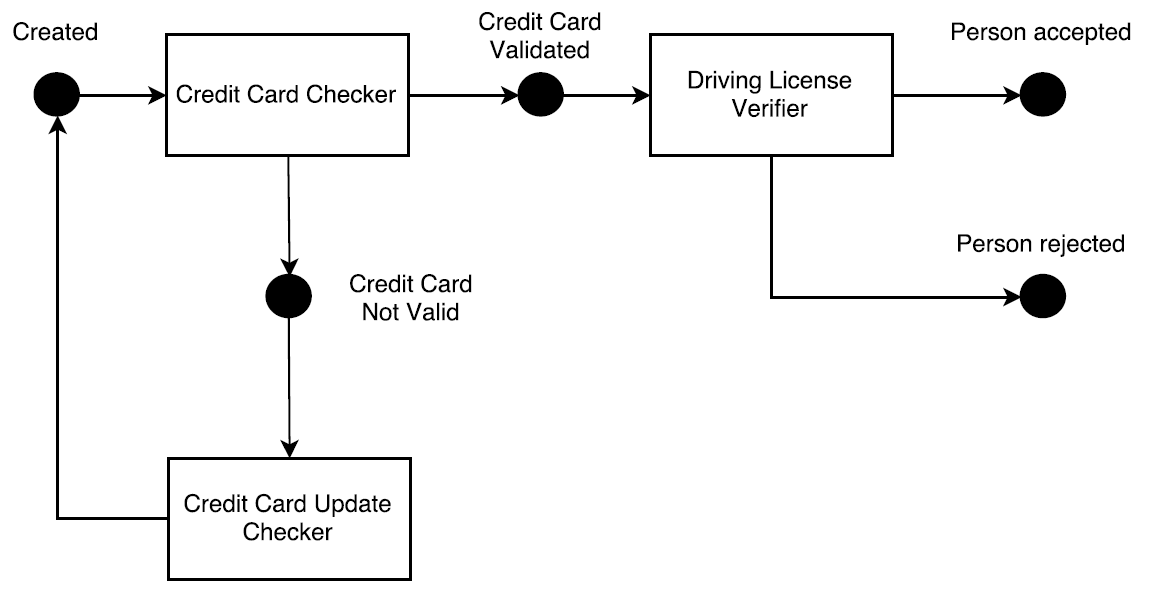 Created
Credit Card Checker
Credit Card
Validated
Driving License
Verifier
Person accepted
Person rejected
Credit Card
Not Valid
Credit Card Update
Checker